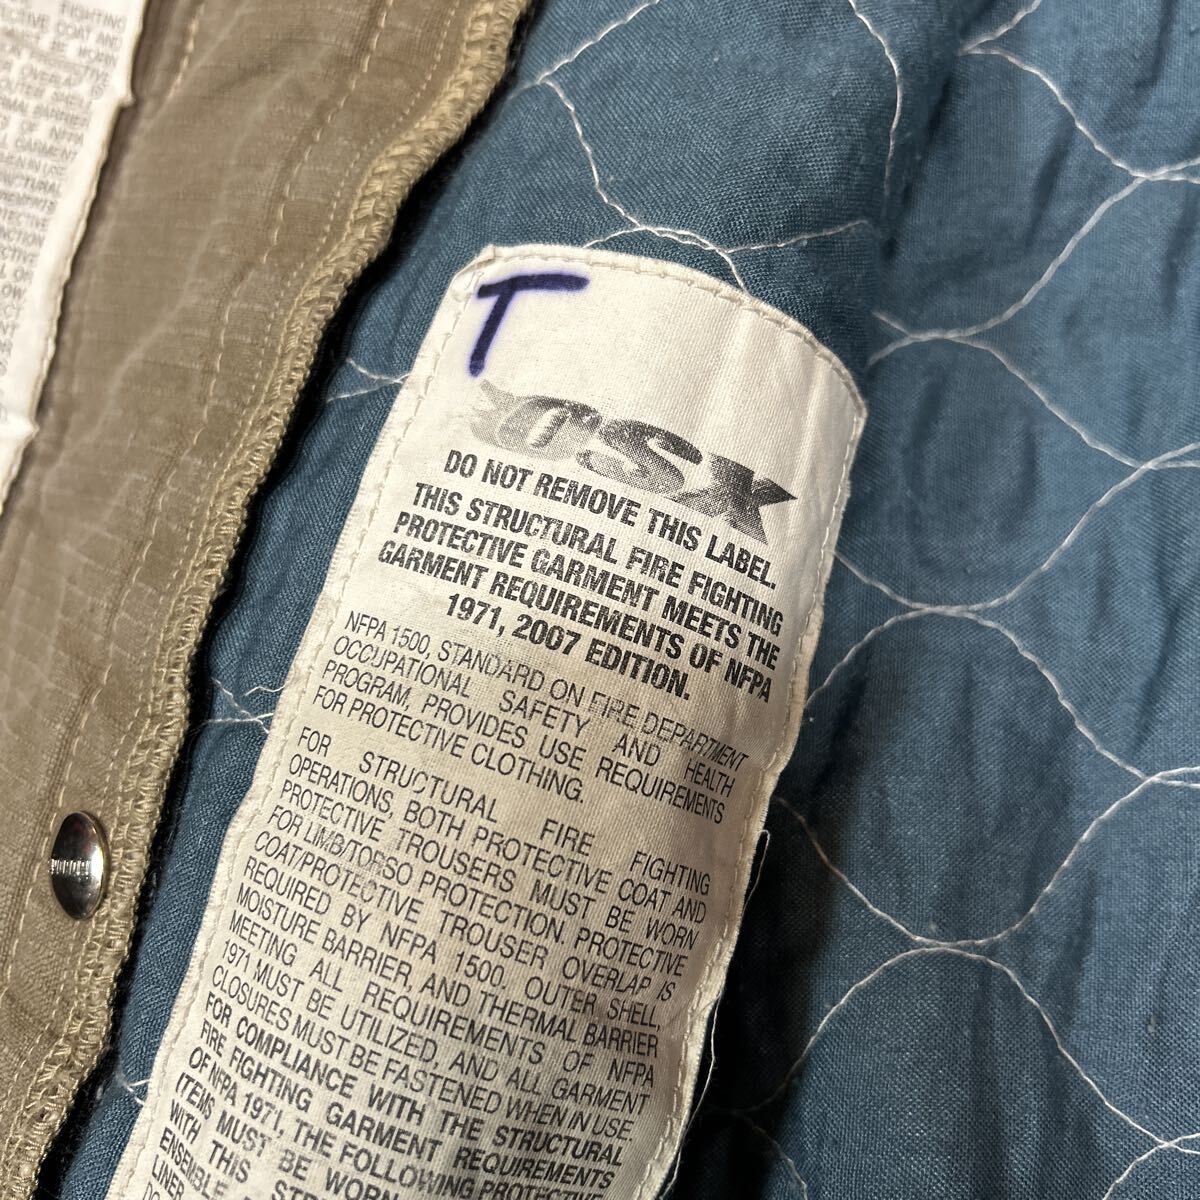 FIGHTING
COAT ARE
T
OSX
DO NOT REMOVE THIS LABEL.
THIS STRUCTURAL FIRE FIGHTING
PROTECTIVE GARMENT MEETS THE
GARMENT REQUIREMENTS OF NFPA
1971, 2007 EDITION.
NFPA 1500, STANDARD ON FIRE DEPARTMENT
OCCUPATIONAL SAFETY AND HEALTH
PROGRAM, PROVIDES USE REQUIREMENTS
FOR PROTECTIVE CLOTHING.
FOR STRUCTURAL FIRE FIGHTING
OPERATIONS, BOTH PROTECTIVE COAT AND
PROTECTIVE TROUSERS MUST BE WORN
FOR LIMB/TORSO PROTECTION. PROTECTIVE
COAT/PROTECTIVE TROUSER OVERLAP IS
REQUIRED BY NFPA 1500. OUTER SHELL,
MOISTURE BARRIER, AND THERMAL BARRIER
MEETING ALL REQUIREMENTS OF NFPA
1971 MUST BE UTILIZED, AND ALL GARMENT
CLOSURES MUST BE FASTENED WHEN IN USE.
FOR COMPLIANCE WITH THE STRUCTURAL
FIRE FIGHTING GARMENT REQUIREMENTS
OF NFPA 1971, THE FOLLOWING PROTECTIVE
ITEMS MUST BE WORN
WITH THIS
ENSEMBLE
LINER